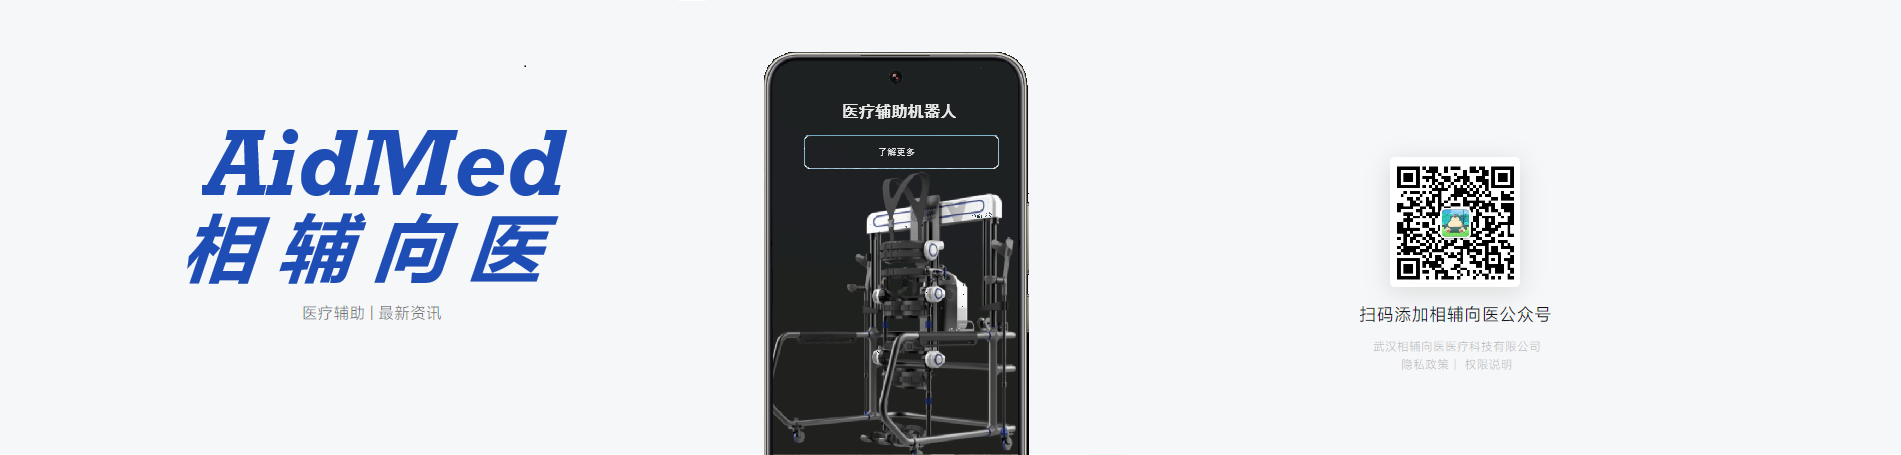 AidMed
相辅向医
医疗辅助 | 最新资讯
医疗辅助机器人
了解更多
扫码添加相辅向医公众号
武汉相辅向医医疗科技有限公司
隐私政策 | 权限说明